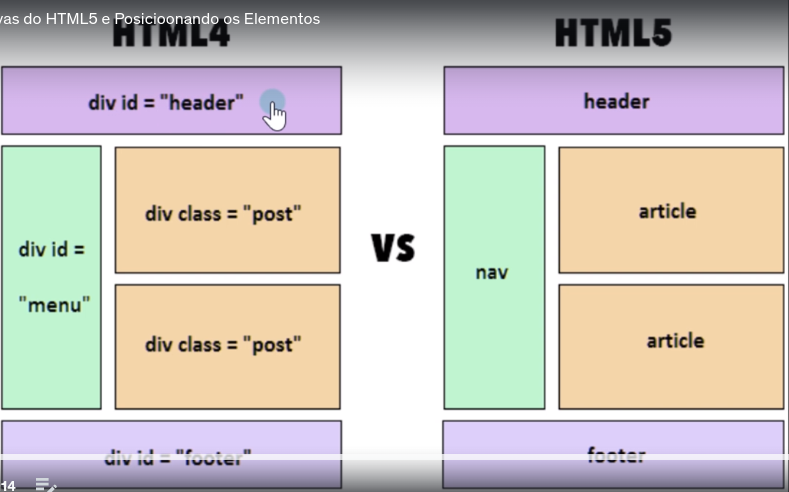 vas do HTML5 e Posicioonando os Elementos
HTML4
HTML5
div id = "header"
header
div id =
"menu"
div class = "post"
div class = "post"
VS
nav
article
article
div id = "footer"
footer
14